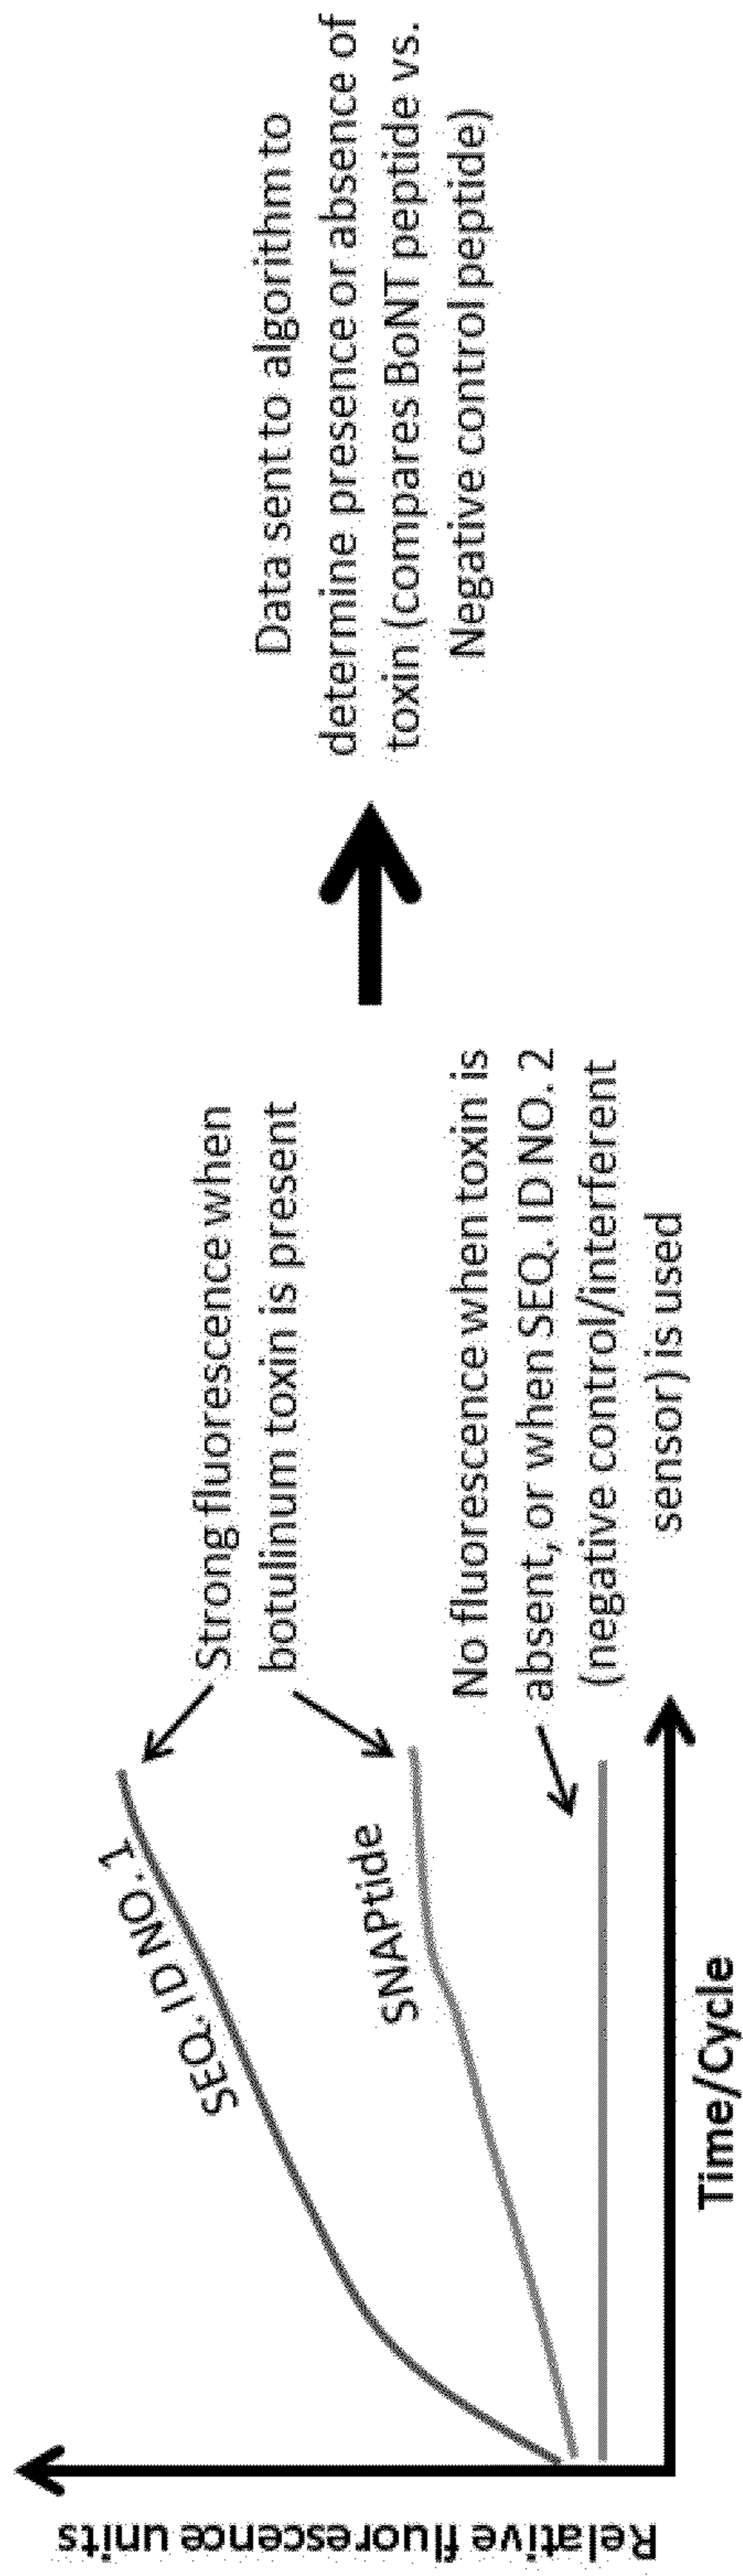 Relative fluorescence units
Time/Cycle
SEQ. ID NO. 1
SNAPtide
Strong fluorescence when
botulinum toxin is present
No fluorescence when toxin is
absent, or when SEQ. ID NO. 2
(negative control/interferent
sensor) is used
Data sent to algorithm to
determine presence or absence of
toxin (compares BoNT peptide vs.
Negative control peptide)